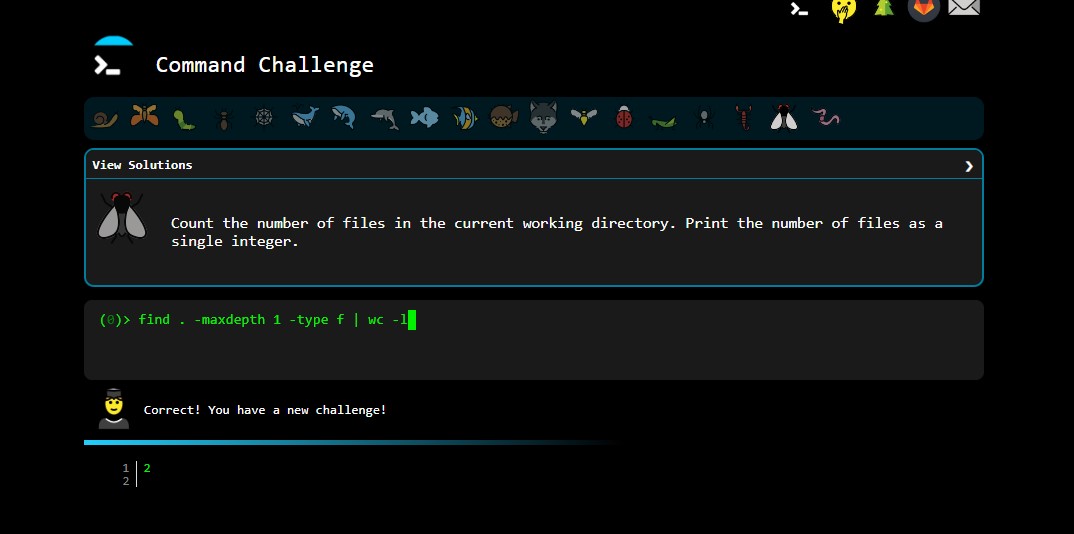 Command Challenge
View Solutions
Count the number of files in the current working directory. Print the number of files as a
single integer.
(0)> find . -maxdepth 1 -type f | wc -l
Correct! You have a new challenge!
1 2
2